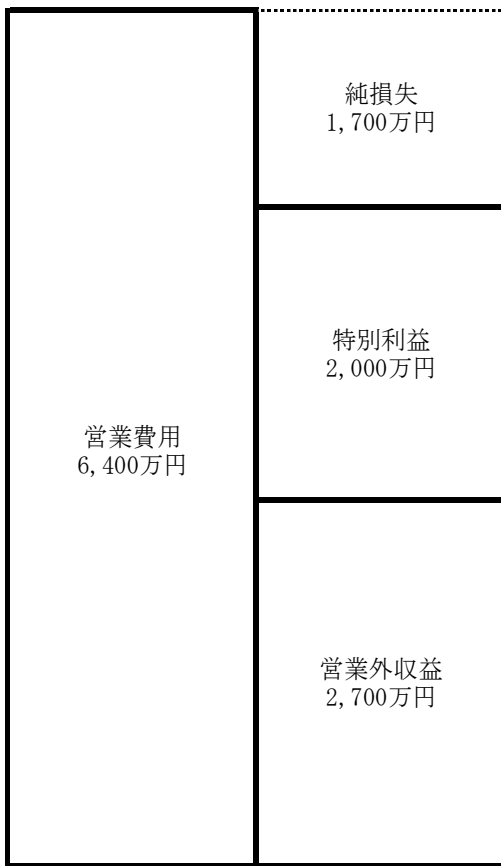 純損失
1,700万円
特別利益
2,000万円
営業費用
6,400万円
営業外収益
2,700万円